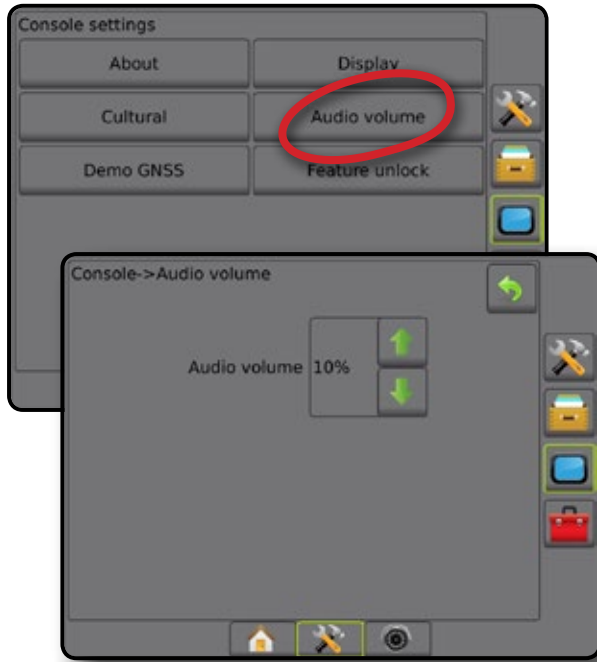 Console settings
About Display
Cultural Audio volume
Demo GNSS Feature unlock
Console->Audio volume
Audio volume 10%